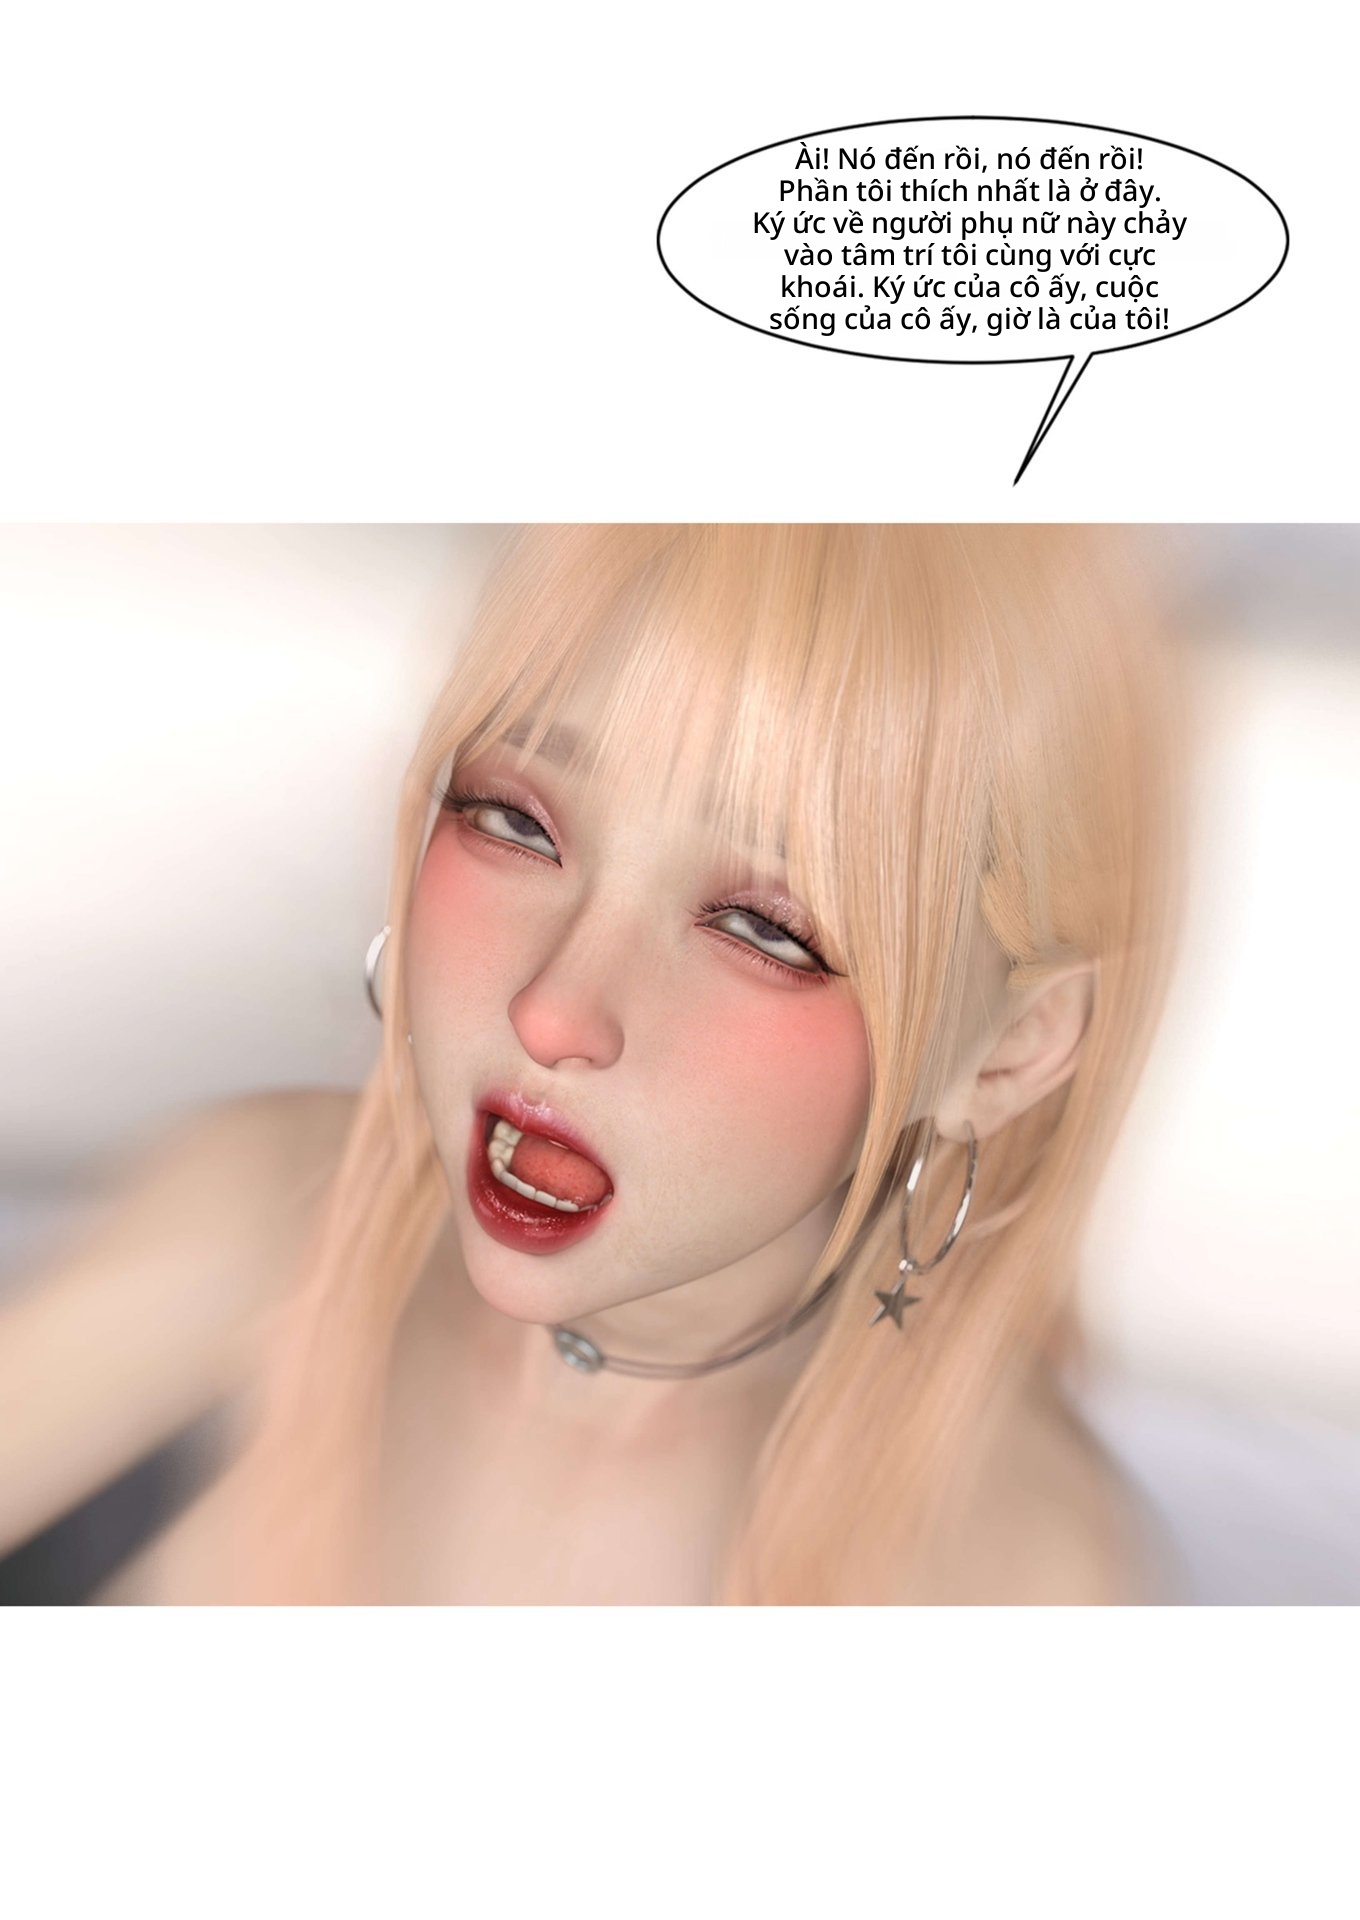 Ài! Nó đến rồi, nó đến rồi!
Phần tôi thích nhất là ở đây.
Ký ức về người phụ nữ này chảy
vào tâm trí tôi cùng với cực
khoái. Ký ức của cô ấy, cuộc
sống của cô ấy, giờ là của tôi!